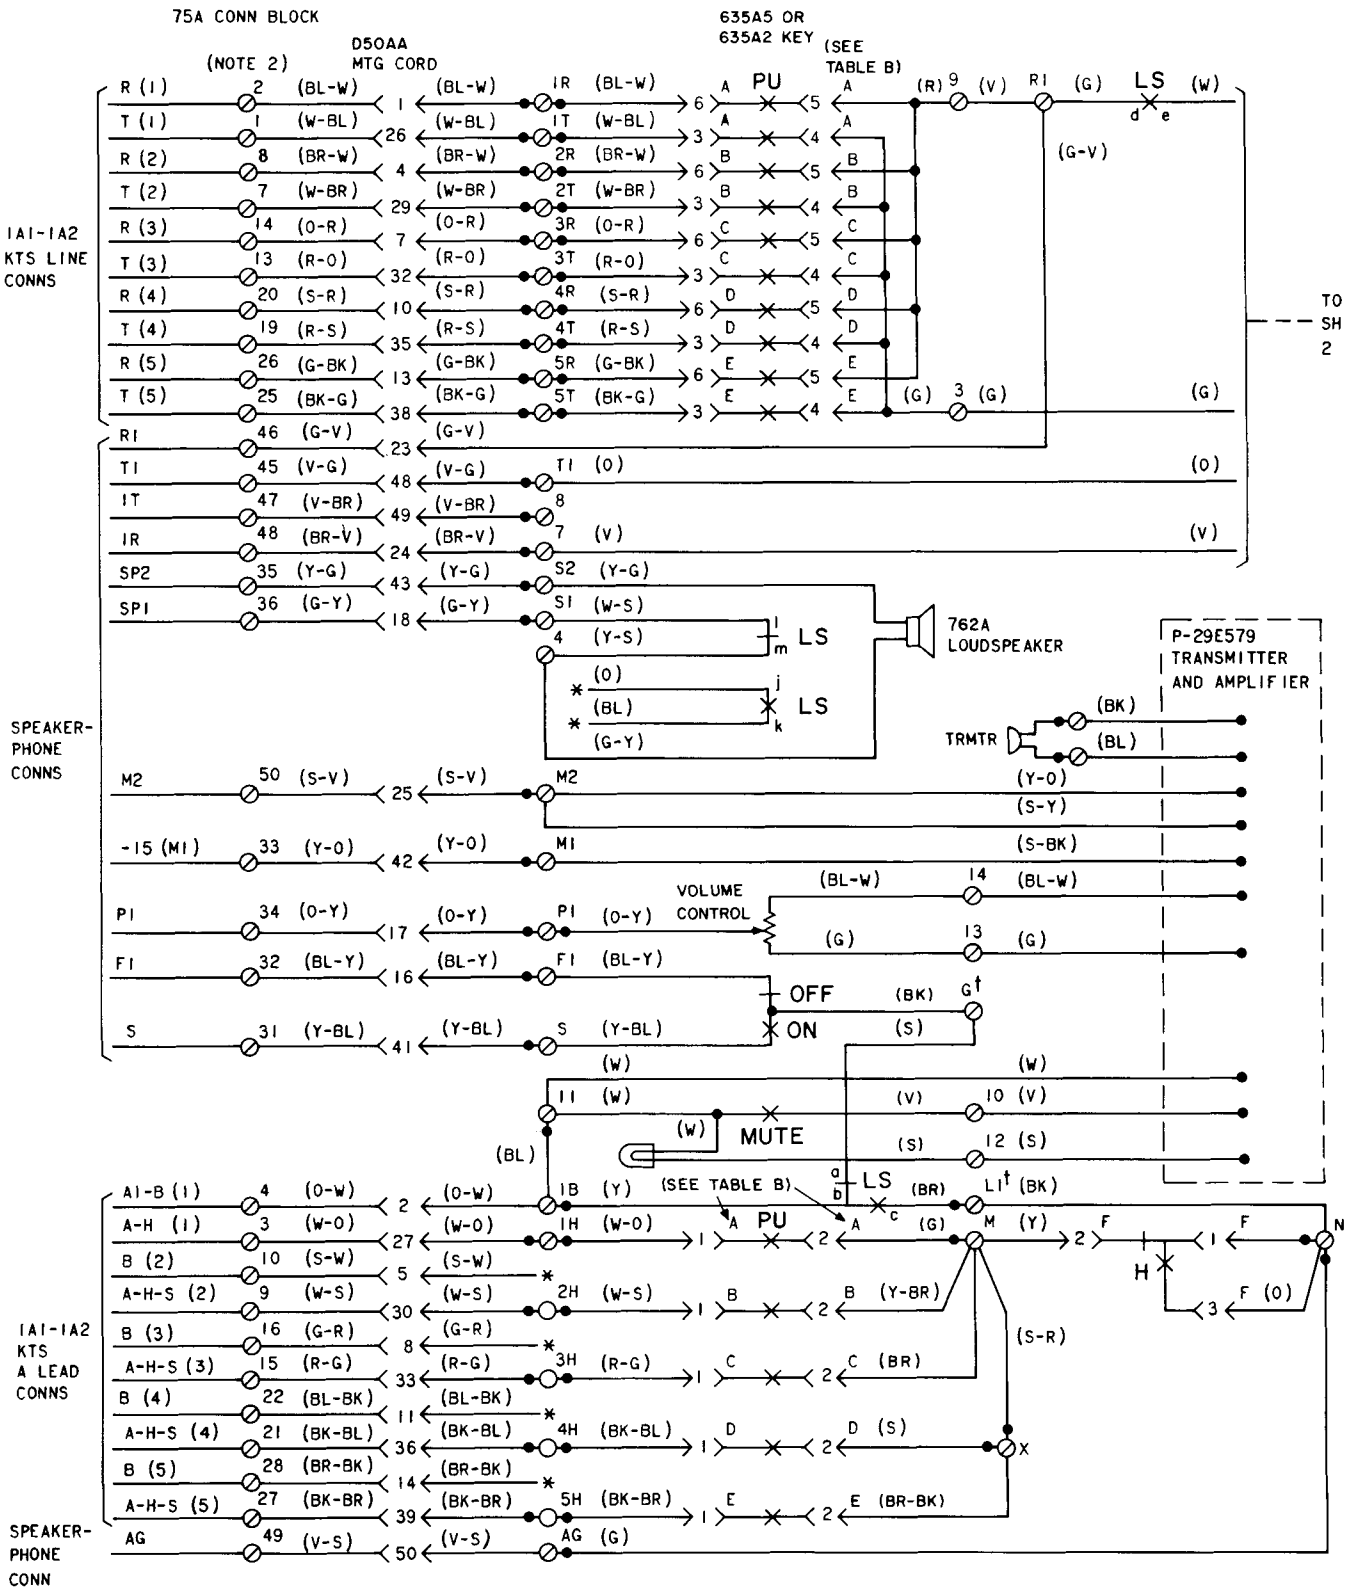 75A CONN BLOCK
635A5 OR
635A2 KEY
D50AA
MTG CORD
(NOTE 2)
(SEE
TABLE B)
R (1) 2 (BL-W) 1 (BL-W) 1R (BL-W) 6 A PU 5 A (R) 9 (V) R1 (G) LS (W)
d e
T (1) 1 (W-BL) 26 (W-BL) 1T (W-BL) 3 A 4 A
R (2) 8 (BR-W) 4 (BR-W) 2R (BR-W) 6 B 5 B (G-V)
T (2) 7 (W-BR) 29 (W-BR) 2T (W-BR) 3 B 4 B
R (3) 14 (O-R) 7 (O-R) 3R (O-R) 6 C 5 C
1A1-1A2
KTS LINE
CONNS
T (3) 13 (R-O) 32 (R-O) 3T (R-O) 3 C 4 C
R (4) 20 (S-R) 10 (S-R) 4R (S-R) 6 D 5 D
TO
SH
2
T (4) 19 (R-S) 35 (R-S) 4T (R-S) 3 D 4 D
R (5) 26 (G-BK) 13 (G-BK) 5R (G-BK) 6 E 5 E
T (5) 25 (BK-G) 38 (BK-G) 5T (BK-G) 3 E 4 E (G) 3 (G) (G)
R1 46 (G-V) 23 (G-V)
T1 45 (V-G) 48 (V-G) T1 (O) (O)
1T 47 (V-BR) 49 (V-BR) 8
1R 48 (BR-V) 24 (BR-V) 7 (V) (V)
SP2 35 (Y-G) 43 (Y-G) S2 (Y-G)
SP1 36 (G-Y) 18 (G-Y) S1 (W-S)
4 (Y-S) l m LS
762A
LOUDSPEAKER
P-29E579
TRANSMITTER
AND AMPLIFIER
* (O) j
* (BL) k LS
(G-Y)
TRMTR (BK)
(BL)
SPEAKER-
PHONE
CONNS
M2 50 (S-V) 25 (S-V) M2 (Y-O)
(S-Y)
-15 (M1) 33 (Y-O) 42 (Y-O) M1 (S-BK)
VOLUME
CONTROL
(BL-W) 14 (BL-W)
P1 34 (O-Y) 17 (O-Y) P1 (O-Y)
(G) 13 (G)
F1 32 (BL-Y) 16 (BL-Y) F1 (BL-Y)
OFF (BK) G†
S 31 (Y-BL) 41 (Y-BL) S (Y-BL) ON (S)
(W) (W)
11 (W) (V) 10 (V)
MUTE
(BL) (W) (S) 12 (S)
(SEE TABLE B)
A1-B (1) 4 (O-W) 2 (O-W) 1B (Y) a b LS c (BR) L1† (BK)
A-H (1) 3 (W-O) 27 (W-O) 1H (W-O) 1 A PU 2 A (G) M (Y) 2 F H 1 F N
B (2) 10 (S-W) 5 (S-W) *
A-H-S (2) 9 (W-S) 30 (W-S) 2H (W-S) 1 B 2 B (Y-BR) 3 F (O)
(S-R)
1A1-1A2
KTS
A LEAD
CONNS
B (3) 16 (G-R) 8 (G-R) *
A-H-S (3) 15 (R-G) 33 (R-G) 3H (R-G) 1 C 2 C (BR)
B (4) 22 (BL-BK) 11 (BL-BK) *
A-H-S (4) 21 (BK-BL) 36 (BK-BL) 4H (BK-BL) 1 D 2 D (S) X
B (5) 28 (BR-BK) 14 (BR-BK) *
A-H-S (5) 27 (BK-BR) 39 (BK-BR) 5H (BK-BR) 1 E 2 E (BR-BK)
SPEAKER-
PHONE
CONN
AG 49 (V-S) 50 (V-S) AG (G)